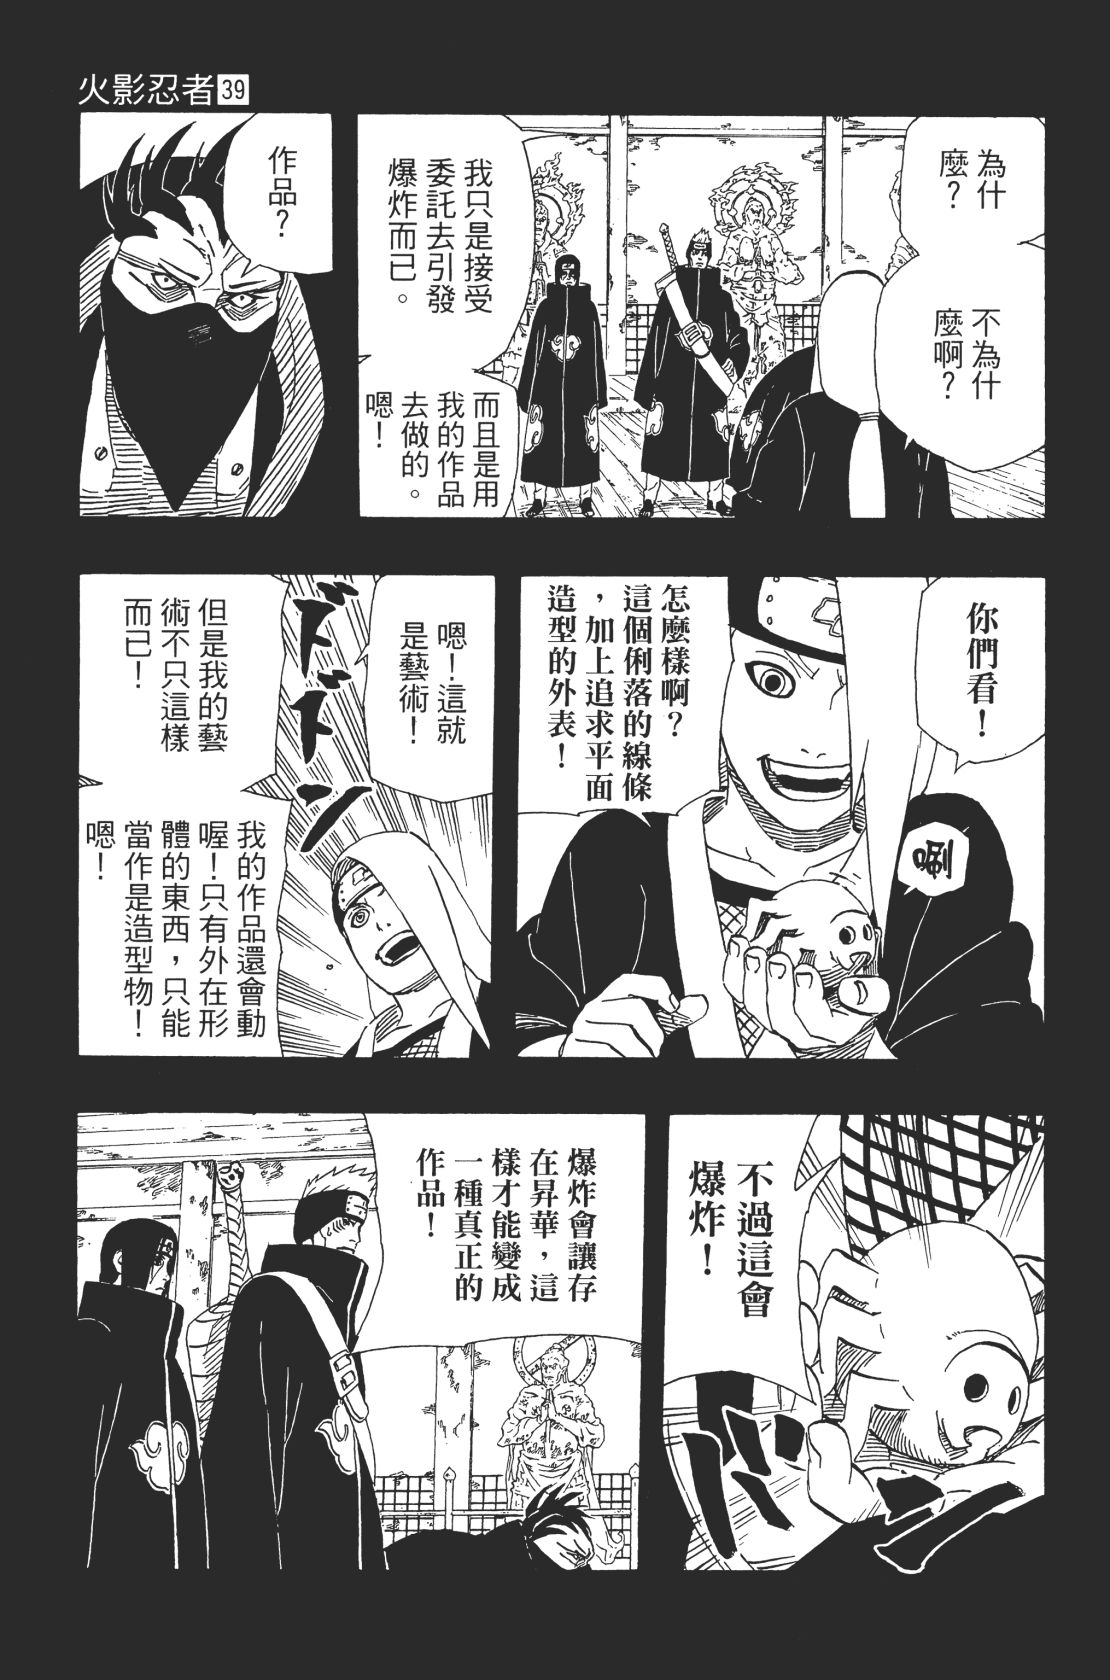 火影忍者39
為什
麼？
不為什
麼啊？
我只是接受
委託去引發
爆炸而已。
而且是用
我的作品
去做的。
嗯！
作品？
你們看！
唰
怎麼樣啊？
這個俐落的線條
，加上追求平面
造型的外表！
嗯！這就
是藝術！
ドドーン
但是我的藝
術不只這樣
而已！
我的作品還會動
喔！只有外在形
體的東西，只能
當作是造型物！
嗯！
不過這會
爆炸！
爆炸會讓存
在昇華，這
樣才能變成
一種真正的
作品！